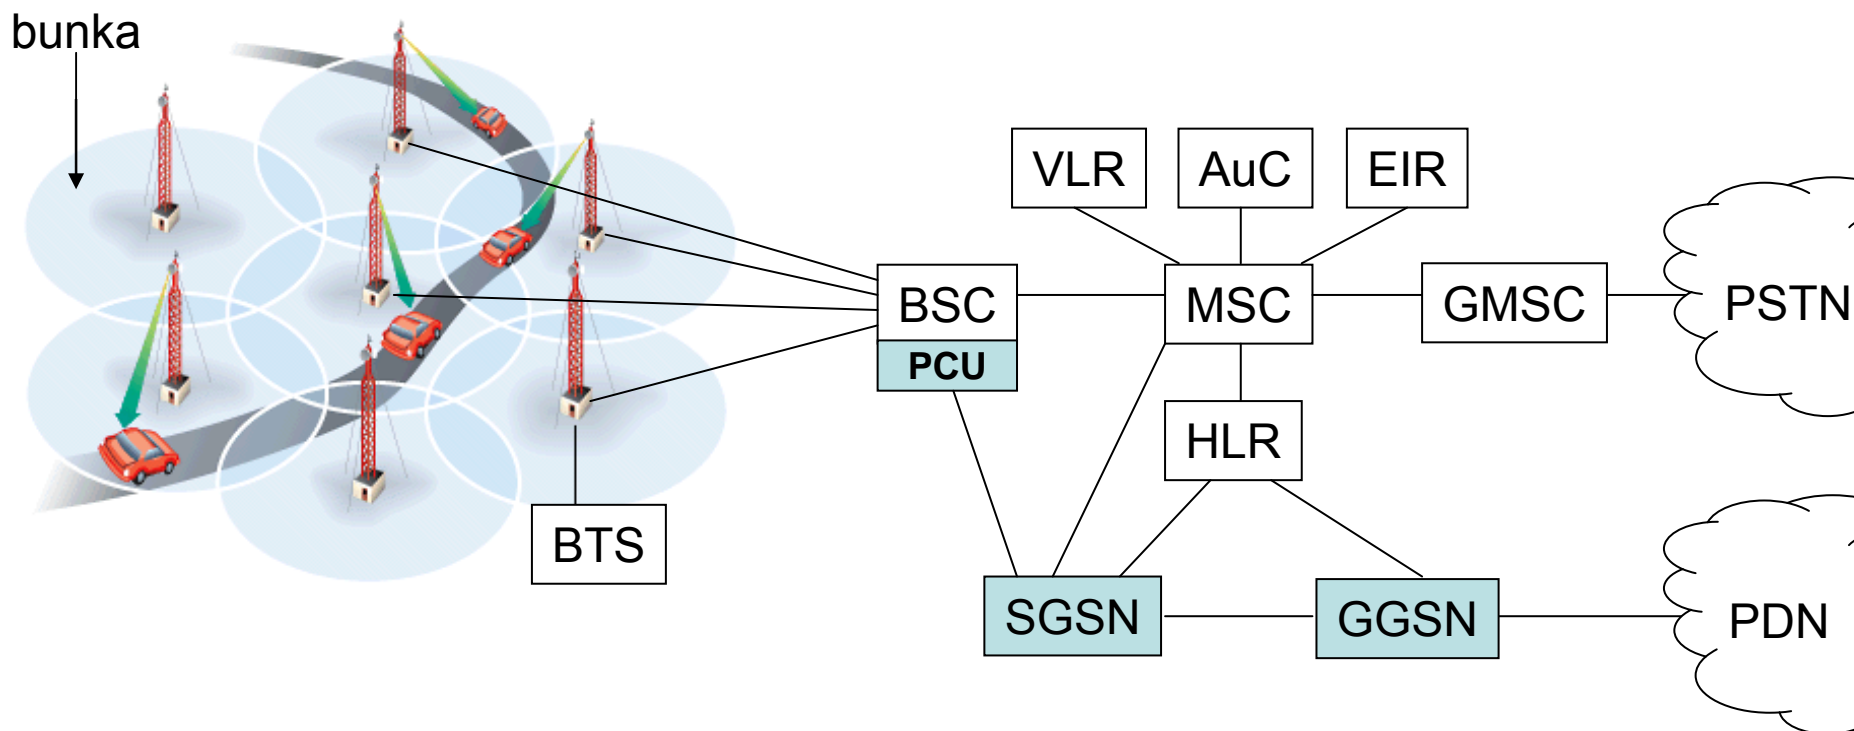 bunka
VLR
AuC
EIR
BSC
MSC
GMSC
PSTN
PCU
HLR
BTS
SGSN
GGSN
PDN